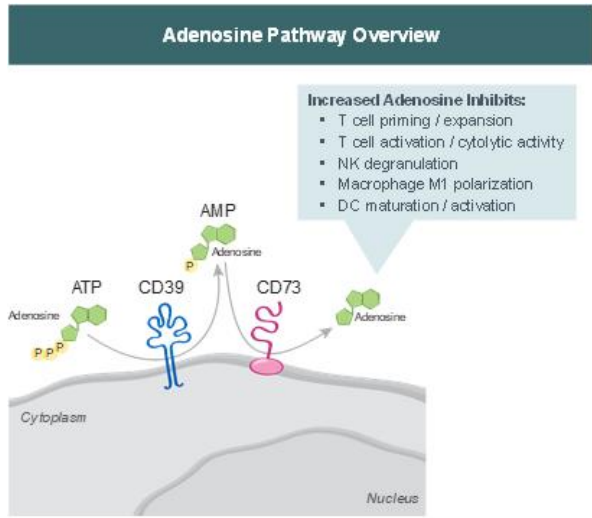 Adenosine Pathway Overview
Increased Adenosine Inhibits:
▪ T cell priming / expansion
▪ T cell activation / cytolytic activity
▪ NK degranulation
▪ Macrophage M1 polarization
▪ DC maturation / activation
AMP
Adenosine
P
ATP
CD39
CD73
Adenosine
P P P
Adenosine
Cytoplasm
Nucleus